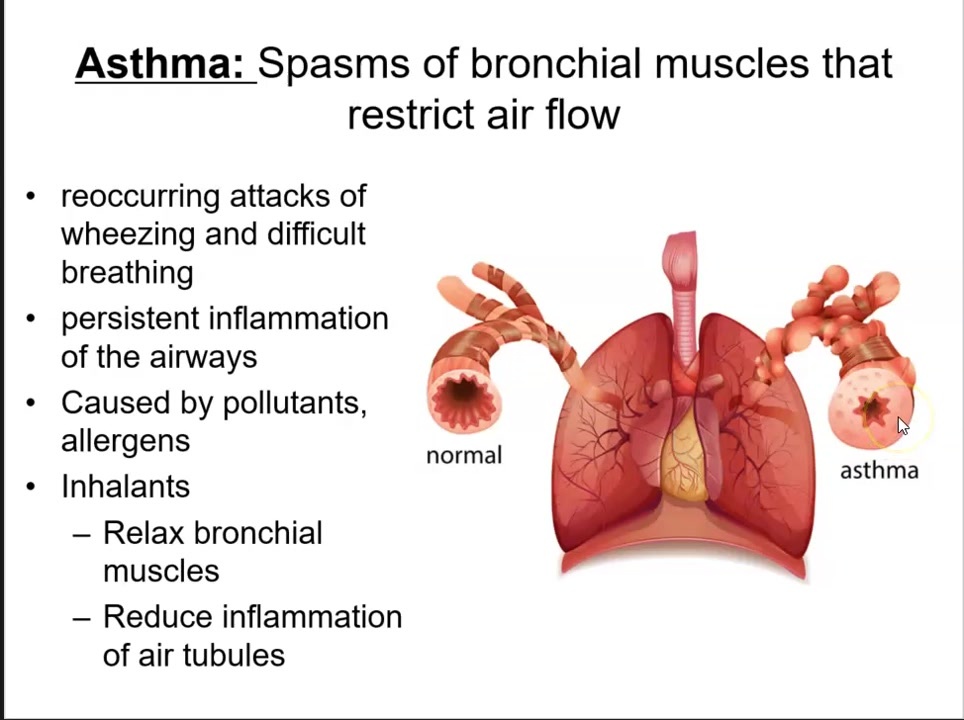 Asthma: Spasms of bronchial muscles that
restrict air flow
• reoccurring attacks of
wheezing and difficult
breathing
• persistent inflammation
of the airways
• Caused by pollutants,
allergens
• Inhalants
– Relax bronchial
muscles
– Reduce inflammation
of air tubules
normal
asthma